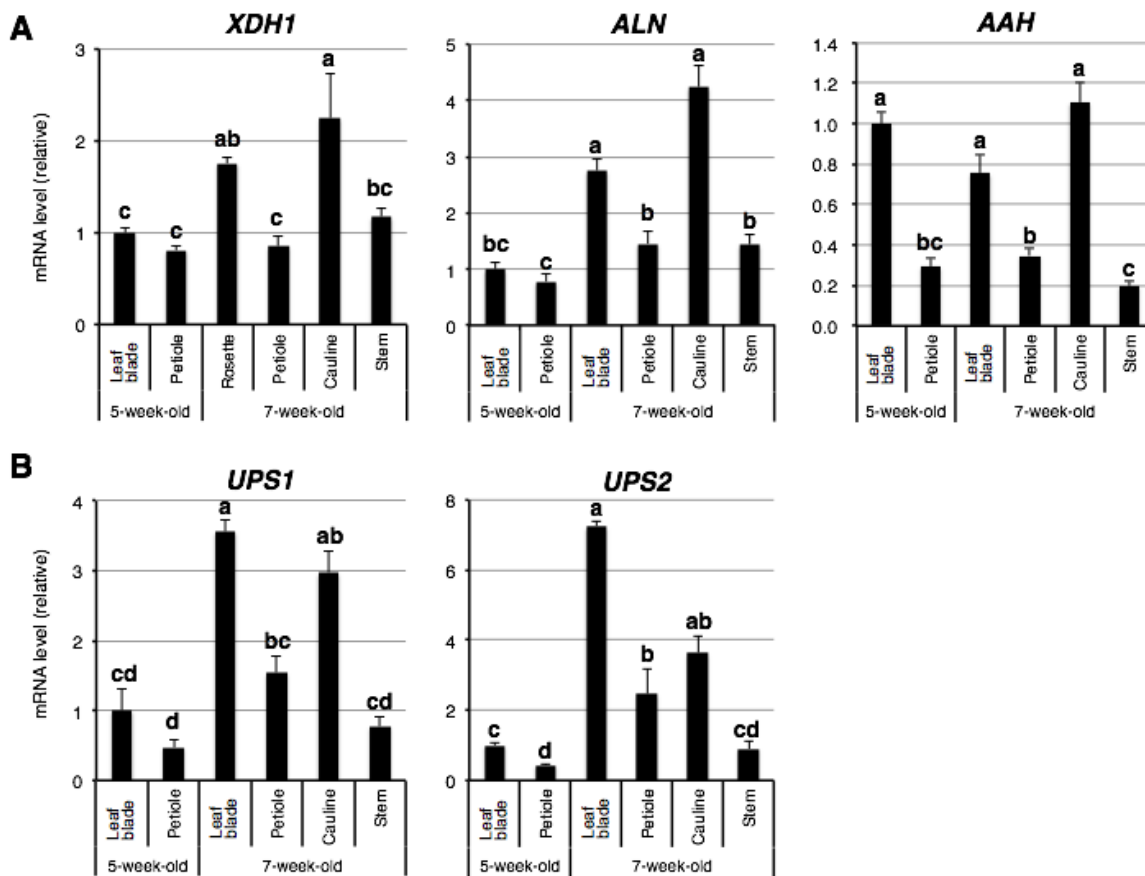 A
XDH1
ALN
AAH
mRNA level (relative)
3
2
1
0
c
c
ab
c
a
bc
Leaf blade
Petiole
Rosette
Petiole
Cauline
Stem
5-week-old
7-week-old
5
4
3
2
1
0
bc
c
a
b
a
b
Leaf blade
Petiole
Leaf blade
Petiole
Cauline
Stem
5-week-old
7-week-old
1.4
1.2
1.0
0.8
0.6
0.4
0.2
0.0
a
bc
a
b
a
c
Leaf blade
Petiole
Leaf blade
Petiole
Cauline
Stem
5-week-old
7-week-old
B
UPS1
UPS2
mRNA level (relative)
4
3
2
1
0
cd
d
a
bc
ab
cd
Leaf blade
Petiole
Leaf blade
Petiole
Cauline
Stem
5-week-old
7-week-old
8
6
4
2
0
c
d
a
b
ab
cd
Leaf blade
Petiole
Leaf blade
Petiole
Cauline
Stem
5-week-old
7-week-old